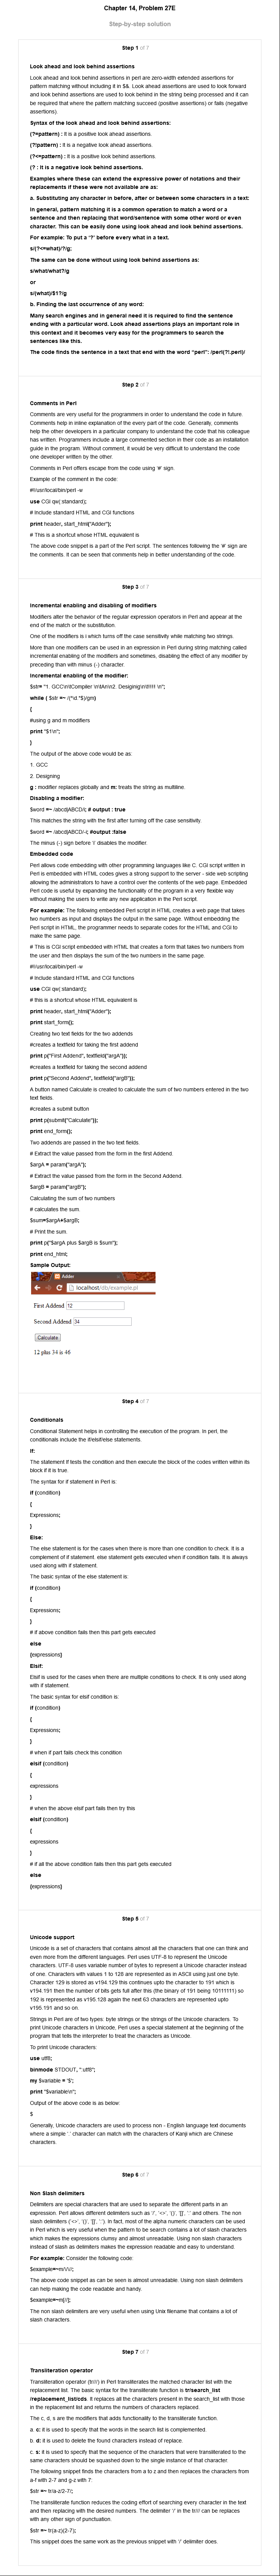 Chapter 14, Problem 27E
Step-by-step solution
Step 1 of 7
Look ahead and look behind assertions
Look ahead and look behind assertions in perl are zero-width extended assertions for
pattern matching without including it in $&. Look ahead assertions are used to look forward
and look behind assertions are used to look behind in the string being processed and it can
be required that where the pattern matching succeed (positive assertions) or fails (negative
assertions).
Syntax of the look ahead and look behind assertions:
(?=pattern) : It is a positive look ahead assertions.
(?!pattern) : It is a negative look ahead assertions.
(?<=pattern) : It is a positive look behind assertions.
(? : It is a negative look behind assertions.
Examples where these can extend the expressive power of notations and their
replacements if these were not available are as:
a. Substituting any character in before, after or between some characters in a text:
In general, pattern matching it is a common operation to match a word or a
sentence and then replacing that word/sentence with some other word or even
character. This can be easily done using look ahead and look behind assertions.
For example: To put a '?' before every what in a text,
s/(?<=what)/?/g;
The same can be done without using look behind assertions as:
s/what/what?/g
or
s/(what)/$1?/g
b. Finding the last occurrence of any word:
Many search engines and in general need it is required to find the sentence
ending with a particular word. Look ahead assertions plays an important role in
this context and it becomes very easy for the programmers to search the
sentences like this.
The code finds the sentence in a text that end with the word "perl": /perl(?!.perl)/
Step 2 of 7
Comments in Perl
Comments are very useful for the programmers in order to understand the code in future.
Comments help in inline explanation of the every part of the code. Generally, comments
help the other developers in a particular company to understand the code that his colleague
has written. Programmers include a large commented section in their code as an installation
guide in the program. Without comment, it would be very difficult to understand the code
one developer written by the other.
Comments in Perl offers escape from the code using '#' sign.
Example of the comment in the code:
#!/usr/local/bin/perl -w
use CGI qw(:standard);
# Include standard HTML and CGI functions
print header, start_html("Adder");
# This is a shortcut whose HTML equivalent is
The above code snippet is a part of the Perl script. The sentences following the '#' sign are
the comments. It can be seen that comments help in better understanding of the code.
Step 3 of 7
Incremental enabling and disabling of modifiers
Modifiers alter the behavior of the regular expression operators in Perl and appear at the
end of the match or the substitution.
One of the modifiers is i which turns off the case sensitivity while matching two strings.
More than one modifiers can be used in an expression in Perl during string matching called
incremental enabling of the modifiers and sometimes, disabling the effect of any modifier by
preceding than with minus (-) character.
Incremental enabling of the modifier:
while ( $str =~ /(^\d.*$)/gm)
{
#using g and m modifiers
print "$1\n";
}
The output of the above code would be as:
1. GCC
2. Designing
g : modifier replaces globally and m: treats the string as multiline.
Disabling a modifier:
$word =~ /abcd|ABCD/i; # output : true
This matches the string with the first after turning off the case sensitivity.
$word =~ /abcd|ABCD/-i; #output :false
The minus (-) sign before 'i' disables the modifier.
Embedded code
Perl allows code embedding with other programming languages like C. CGI script written in
Perl is embedded with HTML codes gives a strong support to the server - side web scripting
allowing the administrators to have a control over the contents of the web page. Embedded
Perl code is useful by expanding the functionality of the program in a very flexible way
without making the users to write any new application in the Perl script.
For example: The following embedded Perl script in HTML creates a web page that takes
two numbers as input and displays the output in the same page. Without embedding the
Perl script in HTML, the programmer needs to separate codes for the HTML and CGI to
make the same page.
# This is CGI script embedded with HTML that creates a form that takes two numbers from
the user and then displays the sum of the two numbers in the same page.
#!/usr/local/bin/perl -w
# Include standard HTML and CGI functions
use CGI qw(:standard);
# this is a shortcut whose HTML equivalent is
print header, start_html("Adder");
print start_form();
Creating two text fields for the two addends
#creates a textfield for taking the first addend
print p("First Addend", textfield("argA"));
#creates a textfield for taking the second addend
print p("Second Addend", textfield("argB"));
A button named Calculate is created to calculate the sum of two numbers entered in the two
text fields.
#creates a submit button
print p(submit("Calculate"));
print end_form();
Two addends are passed in the two text fields.
# Extract the value passed from the form in the first Addend.
$argA = param("argA");
# Extract the value passed from the form in the Second Addend.
$argB = param("argB");
Calculating the sum of two numbers
# calculates the sum.
$sum=$argA+$argB;
# Print the sum
print p("$argA plus $argB is $sum");
print end_html;
Sample Output:
Adder
localhost/cgi/example.pl
First Addend 12
Second Addend 34
Calculate
12 plus 34 is 46
Step 4 of 7
Conditionals
Conditional Statement helps in controlling the execution of the program. In perl, the
conditionals include the if/elsif/else statements.
If:
The statement if tests the condition and then execute the block of the codes written within its
block if it is true.
The syntax for if statement in Perl is:
if (condition)
{
Expressions;
}
Else:
The else statement is for the cases when there is more than one condition to check. It is a
complement of if statement. else statement gets executed when if condition fails. It is always
used along with if statement.
The basic syntax of the else statement is:
if (condition)
{
Expressions;
}
# if above condition fails then this part gets executed
else
{expressions}
Elsif:
Elsif is used for the cases when there are multiple conditions to check. It is only used along
with if statement.
The basic syntax for elsif condition is:
if (condition)
{
Expressions;
}
# when if part fails check this condition
elsif (condition)
{
expressions
}
# when the above elsif part fails then try this
elsif (condition)
{
expressions
}
# if all the above condition fails then this part gets executed
else
{expressions}
Step 5 of 7
Unicode support
Unicode is a set of characters that contains almost all the characters that one can think and
even more from the different languages. Perl uses UTF-8 to represent the Unicode
characters. UTF-8 uses variable number of bytes to represent a Unicode character instead
of one. Characters with values 1 to 128 are represented as in ASCII using just one byte.
Character 129 is stored as v194.129 this continues upto the character to 191 which is
v194.191 then the number of bits gets full after this (the binary of 191 being 10111111) so
192 is represented as v195.128 again the next 63 characters are represented upto
v195.191 and so on.
Strings in Perl are of two types: byte strings or the strings of the Unicode characters. To
print Unicode characters in Unicode, Perl uses a special statement at the beginning of the
program that tells the interpreter to treat the characters as Unicode.
To print Unicode characters:
use utf8;
binmode STDOUT, ":utf8";
my $variable = '$';
print "$variable\n";
Output of the above code is as below:
$
Generally, Unicode characters are used to process non - English language text documents
where a simple '.' character can match with the characters of Kanji which are Chinese
characters.
Step 6 of 7
Non Slash delimiters
Delimiters are special characters that are used to separate the different parts in an
slash delimiters ('<>', '()', '[]', '.'). In fact, most of the alpha numeric characters can be used
in Perl which is very useful when the pattern to be search contains a lot of slash characters
which makes the expressions clumsy and almost unreadable. Using non slash characters
instead of slash as delimiters makes the expression readable and easy to understand.
For example: Consider the following code:
The above code snippet as can be seen is almost unreadable. Using non slash delimiters
can help making the code readable and handy.
$example=~m[//];
The non slash delimiters are very useful when using Unix filename that contains a lot of
slash characters.
Step 7 of 7
Transliteration operator
Transliteration operator (tr///) in Perl transliterates the matched character list with the
replacement list. The basic syntax for the transliterate function is tr/search_list
/replacement_list/cds. It replaces all the characters present in the search_list with those
in the replacement list and returns the numbers of characters replaced.
The c, d, s are the modifiers that adds functionality to the transliterate function.
a. c: it is used to specify that the words in the search list is complemented.
b. d: it is used to delete the found characters instead of replace.
c. s: it is used to specify that the sequence of the characters that were transliterated to the
same characters should be squashed down to the single instance of that character.
The following snippet finds the characters from a to z and then replaces the characters from
a-f with 2-7 and g-z with 7:
$str =~ tr/a-z/2-7/;
The transliterate function reduces the coding effort of searching every character in the text
and then replacing with the desired numbers. The delimiter '/' in the tr/// can be replaces
with any other sign of punctuation.
$str =~ tr(a-z)(2-7);
This snippet does the same work as the previous snippet with '/' delimiter does.